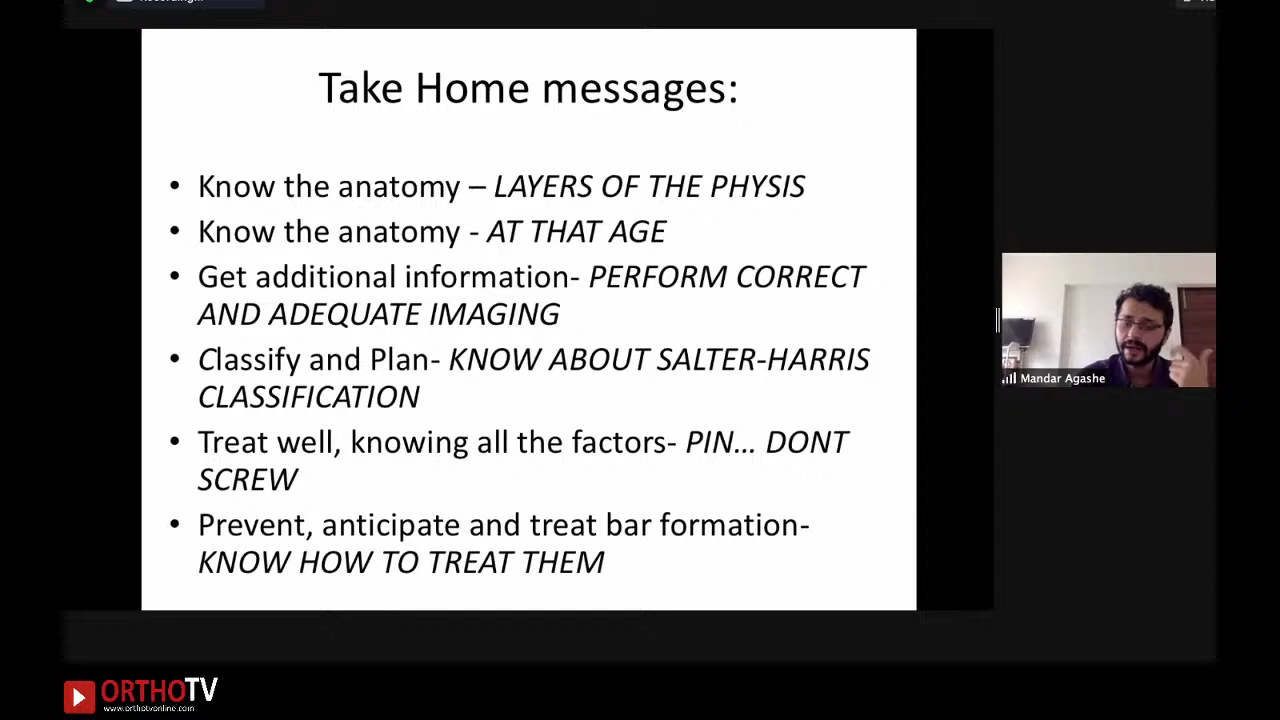 Take Home messages:
• Know the anatomy – LAYERS OF THE PHYSIS
• Know the anatomy - AT THAT AGE
• Get additional information- PERFORM CORRECT
AND ADEQUATE IMAGING
• Classify and Plan- KNOW ABOUT SALTER-HARRIS
CLASSIFICATION
• Treat well, knowing all the factors- PIN... DONT
SCREW
• Prevent, anticipate and treat bar formation-
KNOW HOW TO TREAT THEM
Mandar Agashe
ORTHOTV
www.orthotvonline.com